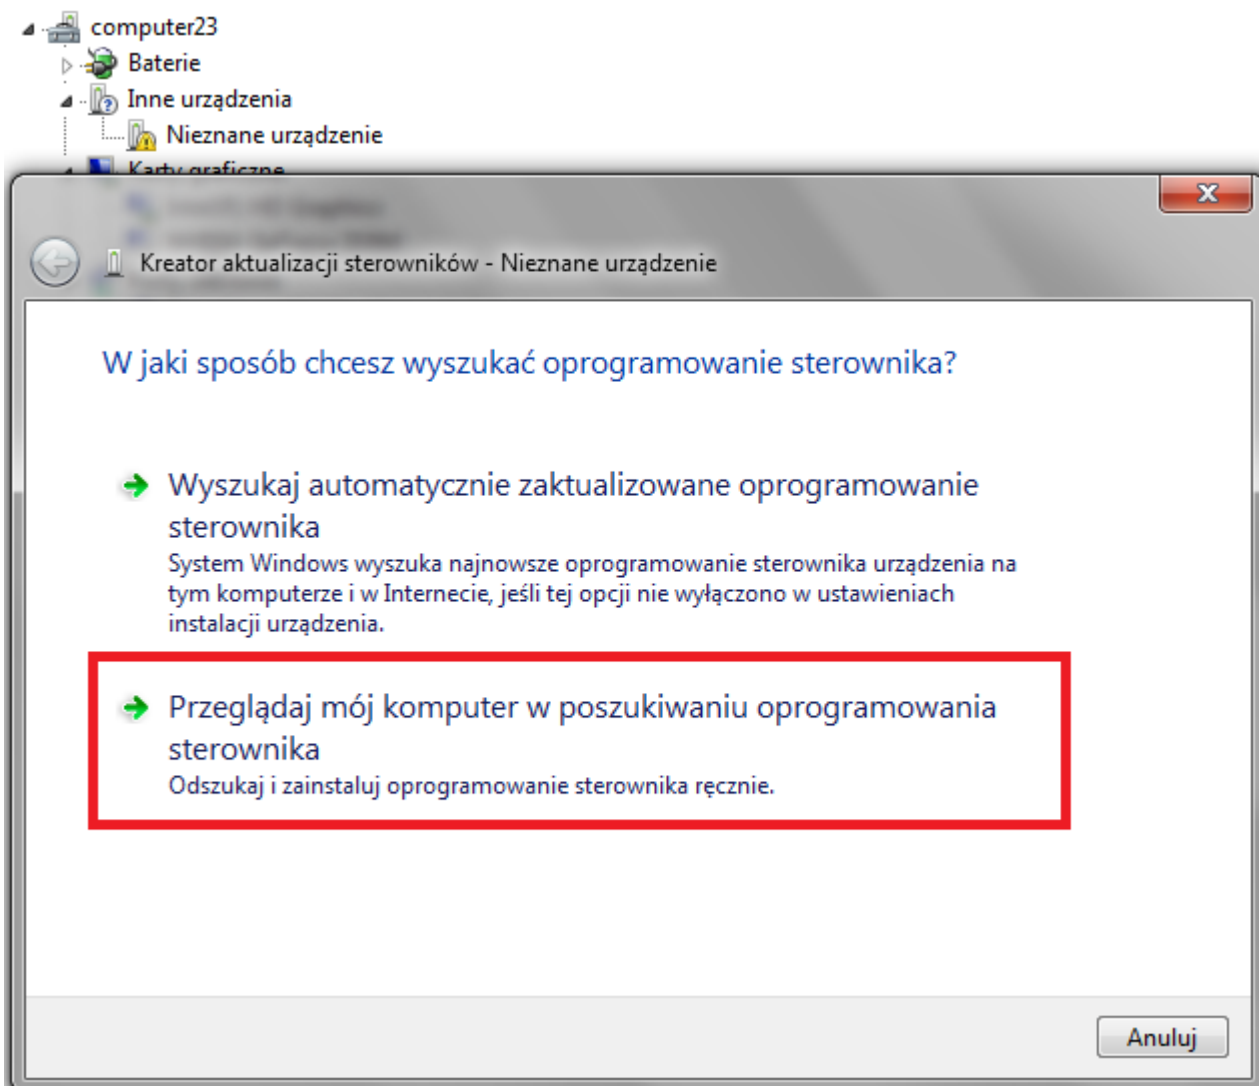 computer23
Baterie
Inne urządzenia
Nieznane urządzenie
Karty graficzne
Kreator aktualizacji sterowników - Nieznane urządzenie
W jaki sposób chcesz wyszukać oprogramowanie sterownika?
Wyszukaj automatycznie zaktualizowane oprogramowanie
sterownika
System Windows wyszuka najnowsze oprogramowanie sterownika urządzenia na
tym komputerze i w Internecie, jeśli tej opcji nie wyłączono w ustawieniach
instalacji urządzenia.
Przeglądaj mój komputer w poszukiwaniu oprogramowania
sterownika
Odszukaj i zainstaluj oprogramowanie sterownika ręcznie.
Anuluj